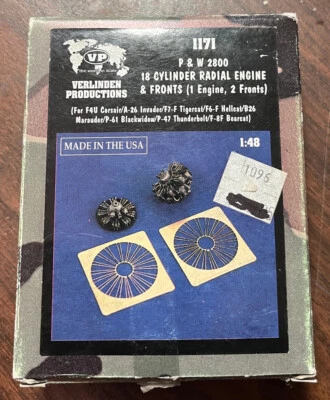 VP
VERLINDEN
PRODUCTIONS
1171
P & W 2800
18 CYLINDER RADIAL ENGINE
& FRONTS (1 Engine, 2 Fronts)
(For F4U Corsair/A-26 Invader/F7-F Tigercat/F6-F Hellcat/B26
Marauder/P-61 Blackwidow/P-47 Thunderbolt/F-8F Bearcat)
MADE IN THE USA
1:48
1095